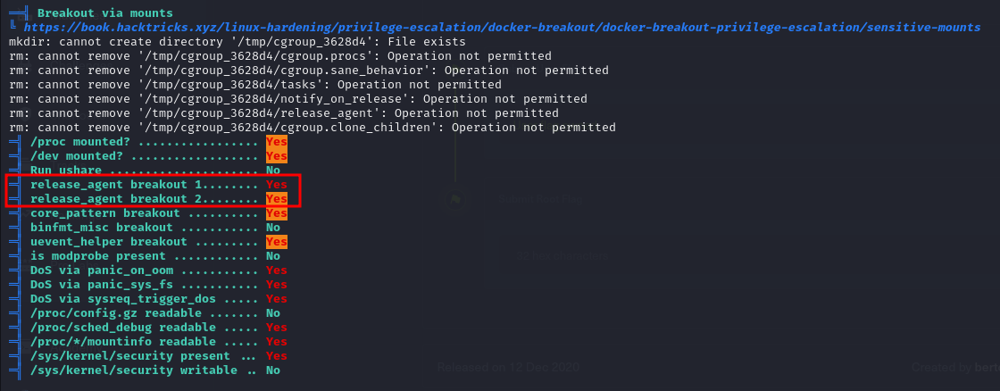 Breakout via mounts
https://book.hacktricks.xyz/linux-hardening/privilege-escalation/docker-breakout/docker-breakout-privilege-escalation/sensitive-mounts
mkdir: cannot create directory '/tmp/cgroup_3628d4': File exists
rm: cannot remove '/tmp/cgroup_3628d4/cgroup.procs': Operation not permitted
rm: cannot remove '/tmp/cgroup_3628d4/cgroup.sane_behavior': Operation not permitted
rm: cannot remove '/tmp/cgroup_3628d4/tasks': Operation not permitted
rm: cannot remove '/tmp/cgroup_3628d4/notify_on_release': Operation not permitted
rm: cannot remove '/tmp/cgroup_3628d4/release_agent': Operation not permitted
rm: cannot remove '/tmp/cgroup_3628d4/cgroup.clone_children': Operation not permitted
/proc mounted? ................. Yes
/dev mounted? .................. Yes
Run ushare ..................... No
release_agent breakout 1........ Yes
release_agent breakout 2........ Yes
core_pattern breakout .......... Yes
binfmt_misc breakout ........... No
uevent_helper breakout ......... Yes
is modprobe present ............ No
DoS via panic_on_oom ........... Yes
DoS via panic_sys_fs ........... Yes
DoS via sysreq_trigger_dos ..... Yes
/proc/config.gz readable ....... No
/proc/sched_debug readable ..... Yes
/proc/*/mountinfo readable ..... Yes
/sys/kernel/security present ... Yes
/sys/kernel/security writable .. No
Released on 12 Dec 2020
Created by